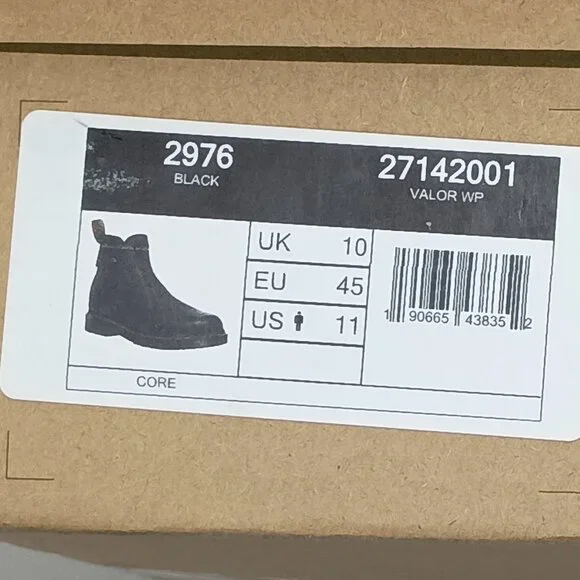 2976
BLACK
27142001
VALOR WP
UK 10
EU 45
US 11
1 90665 43835 2
CORE